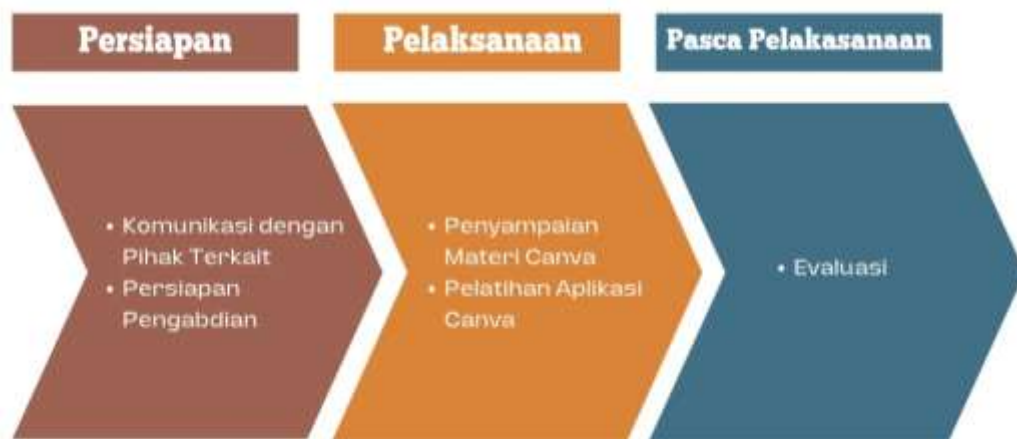 Persiapan
Pelaksanaan
Pasca Pelakasanaan
• Komunikasi dengan
Pihak Terkait
• Persiapan
Pengabdian
• Penyampaian
Materi Canva
• Pelatihan Aplikasi
Canva
• Evaluasi